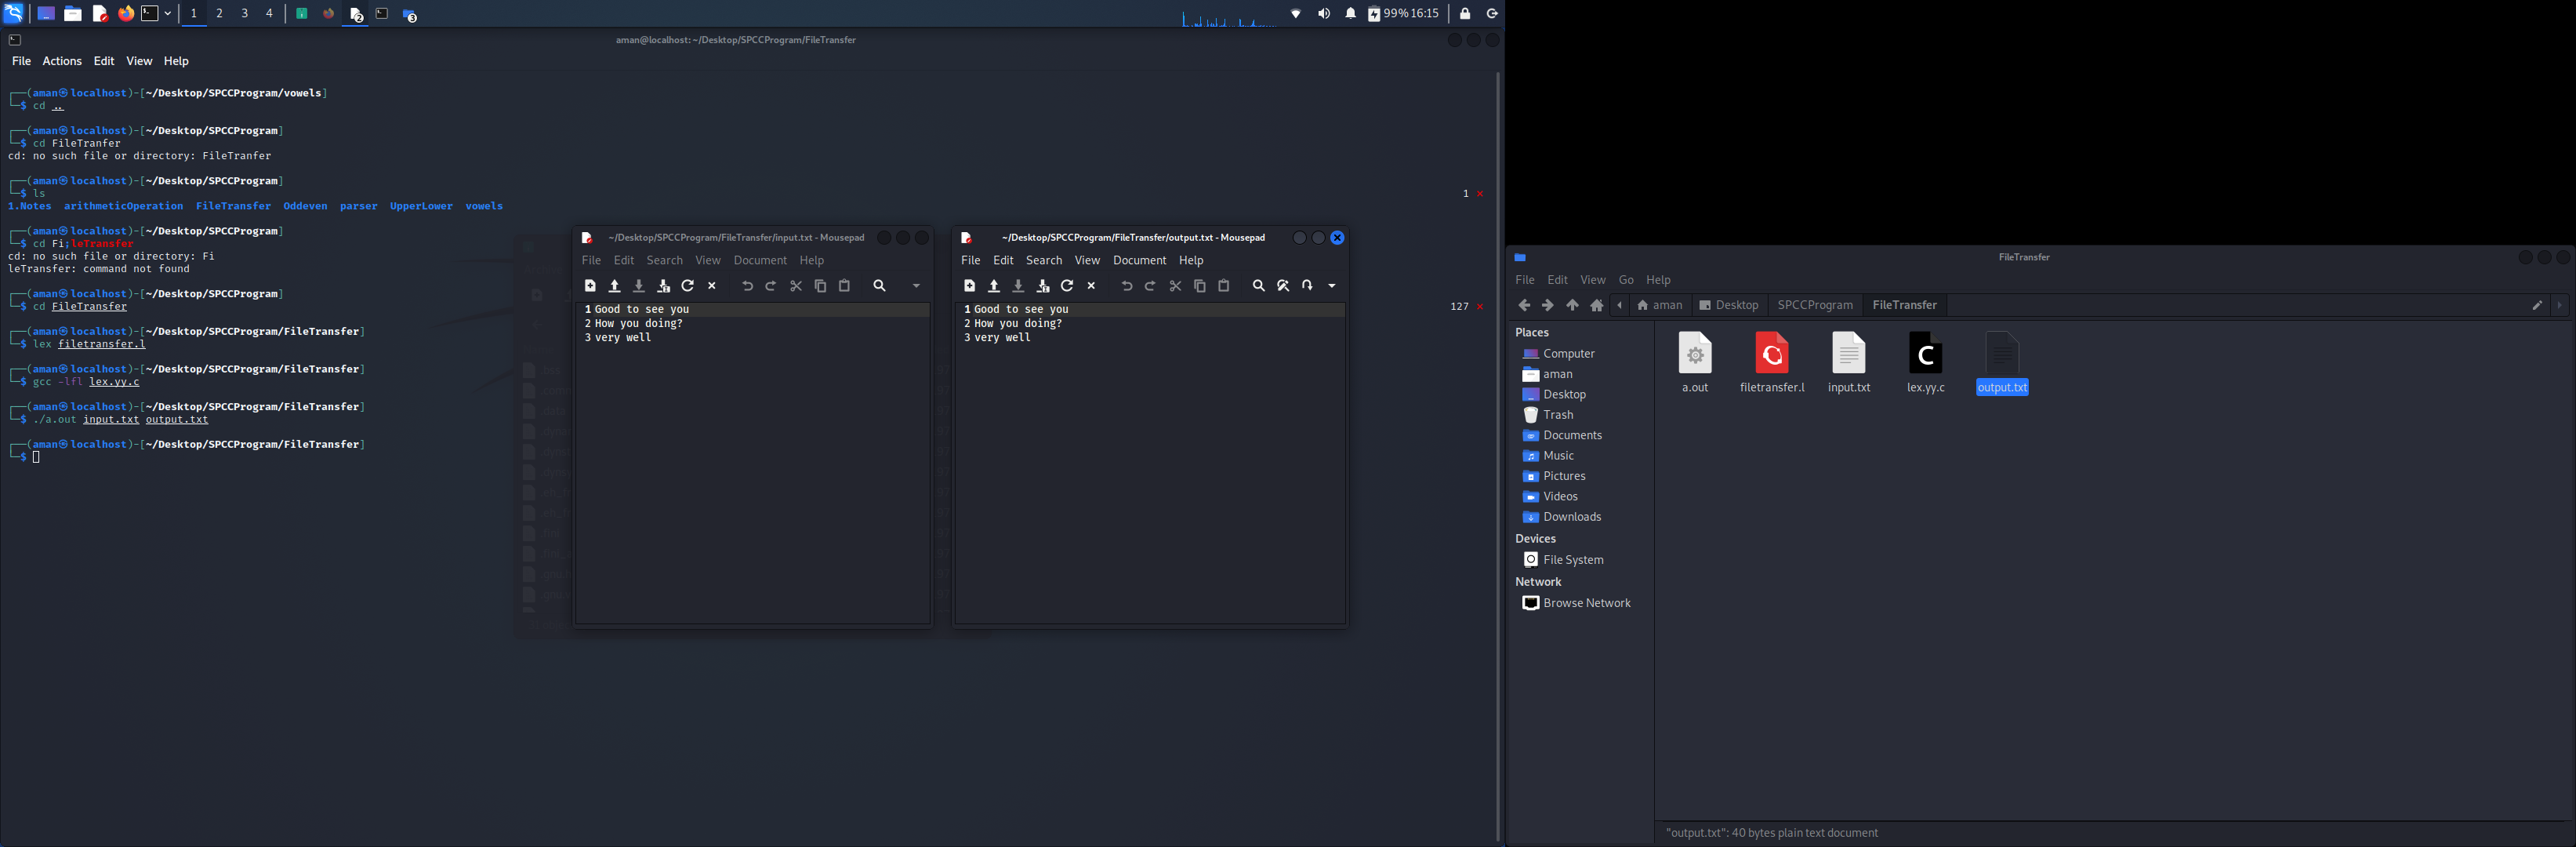 1 2 3 4
2
3
99% 16:15
aman@localhost: ~/Desktop/SPCCProgram/FileTransfer
File Actions Edit View Help
┌──(aman㉿localhost)-[~/Desktop/SPCCProgram/vowels]
└─$ cd ..
┌──(aman㉿localhost)-[~/Desktop/SPCCProgram]
└─$ cd FileTranfer
cd: no such file or directory: FileTranfer
┌──(aman㉿localhost)-[~/Desktop/SPCCProgram]
└─$ ls
1 ⨯
1.Notes arithmeticOperation FileTransfer Oddeven parser UpperLower vowels
┌──(aman㉿localhost)-[~/Desktop/SPCCProgram]
└─$ cd Fi;leTransfer
cd: no such file or directory: Fi
leTransfer: command not found
┌──(aman㉿localhost)-[~/Desktop/SPCCProgram]
└─$ cd FileTransfer
127 ⨯
┌──(aman㉿localhost)-[~/Desktop/SPCCProgram/FileTransfer]
└─$ lex filetransfer.l
┌──(aman㉿localhost)-[~/Desktop/SPCCProgram/FileTransfer]
└─$ gcc -lfl lex.yy.c
┌──(aman㉿localhost)-[~/Desktop/SPCCProgram/FileTransfer]
└─$ ./a.out input.txt output.txt
┌──(aman㉿localhost)-[~/Desktop/SPCCProgram/FileTransfer]
└─$
~/Desktop/SPCCProgram/FileTransfer/input.txt - Mousepad
File Edit Search View Document Help
1 Good to see you
2 How you doing?
3 very well
~/Desktop/SPCCProgram/FileTransfer/output.txt - Mousepad
File Edit Search View Document Help
1 Good to see you
2 How you doing?
3 very well
FileTransfer
File Edit View Go Help
aman Desktop SPCCProgram FileTransfer
Places
Computer
aman
Desktop
Trash
Documents
Music
Pictures
Videos
Downloads
Devices
File System
Network
Browse Network
a.out filetransfer.l input.txt lex.yy.c output.txt
"output.txt": 40 bytes plain text document